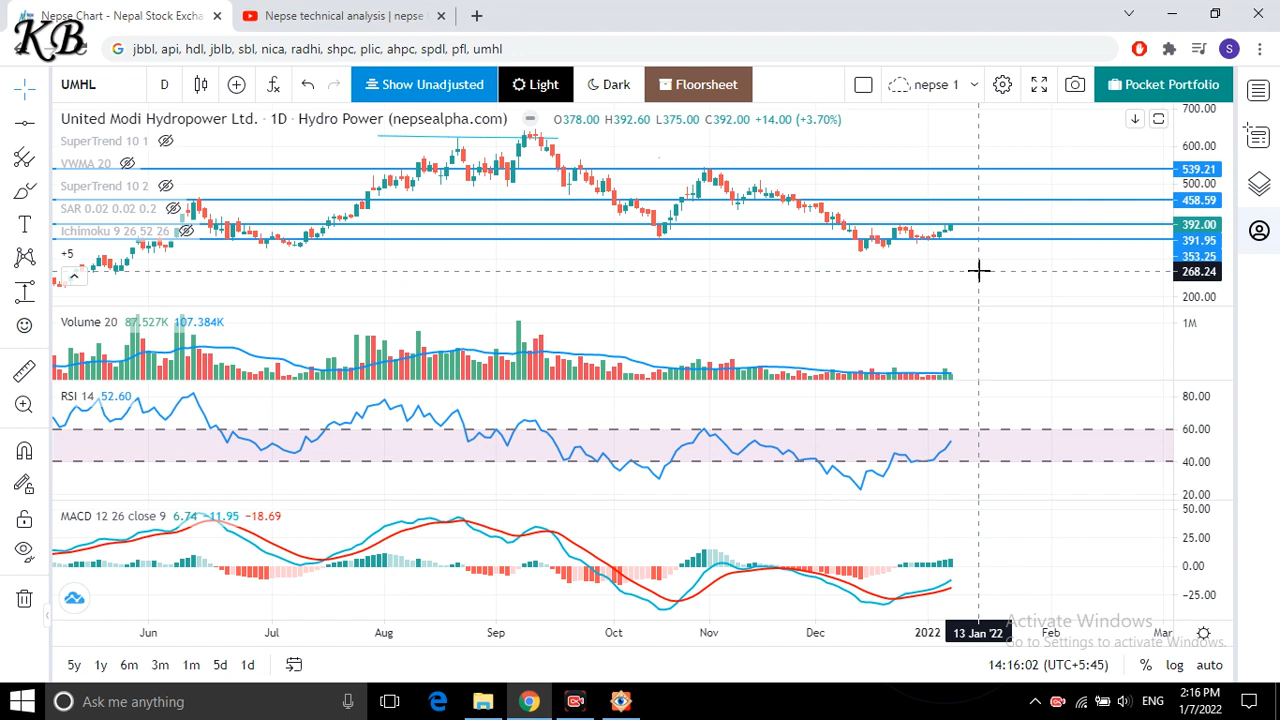 Nepse Chart - Nepal Stock Excha
Nepse technical analysis | nepse
KB
jbbl, api, hdl, jblb, sbl, nica, radhi, shpc, plic, ahpc, spdl, pfl, umhl
S
UMHL D Show Unadjusted Light Dark Floorsheet nepse 1 Pocket Portfolio
United Modi Hydropower Ltd. · 1D · Hydro Power (nepsealpha.com) O378.00 H392.60 L375.00 C392.00 +14.00 (+3.70%)
SuperTrend 10 1
VWMA 20
SuperTrend 10 2
SAR 0.02 0.02 0.2
Ichimoku 9 26 52 26
+5
700.00
600.00
539.21
500.00
458.59
392.00
391.95
353.25
268.24
200.00
Volume 20 87.527K 107.384K
1M
RSI 14 52.60
80.00
60.00
40.00
20.00
MACD 12 26 close 9 6.74 −11.95 −18.69
50.00
25.00
0.00
−25.00
Jun Jul Aug Sep Oct Nov Dec 2022 13 Jan '22 Feb Mar
Activate Windows
Go to Settings to activate Windows.
5y 1y 6m 3m 1m 5d 1d
14:16:02 (UTC+5:45) % log auto
Ask me anything
ENG
2:16 PM
1/7/2022